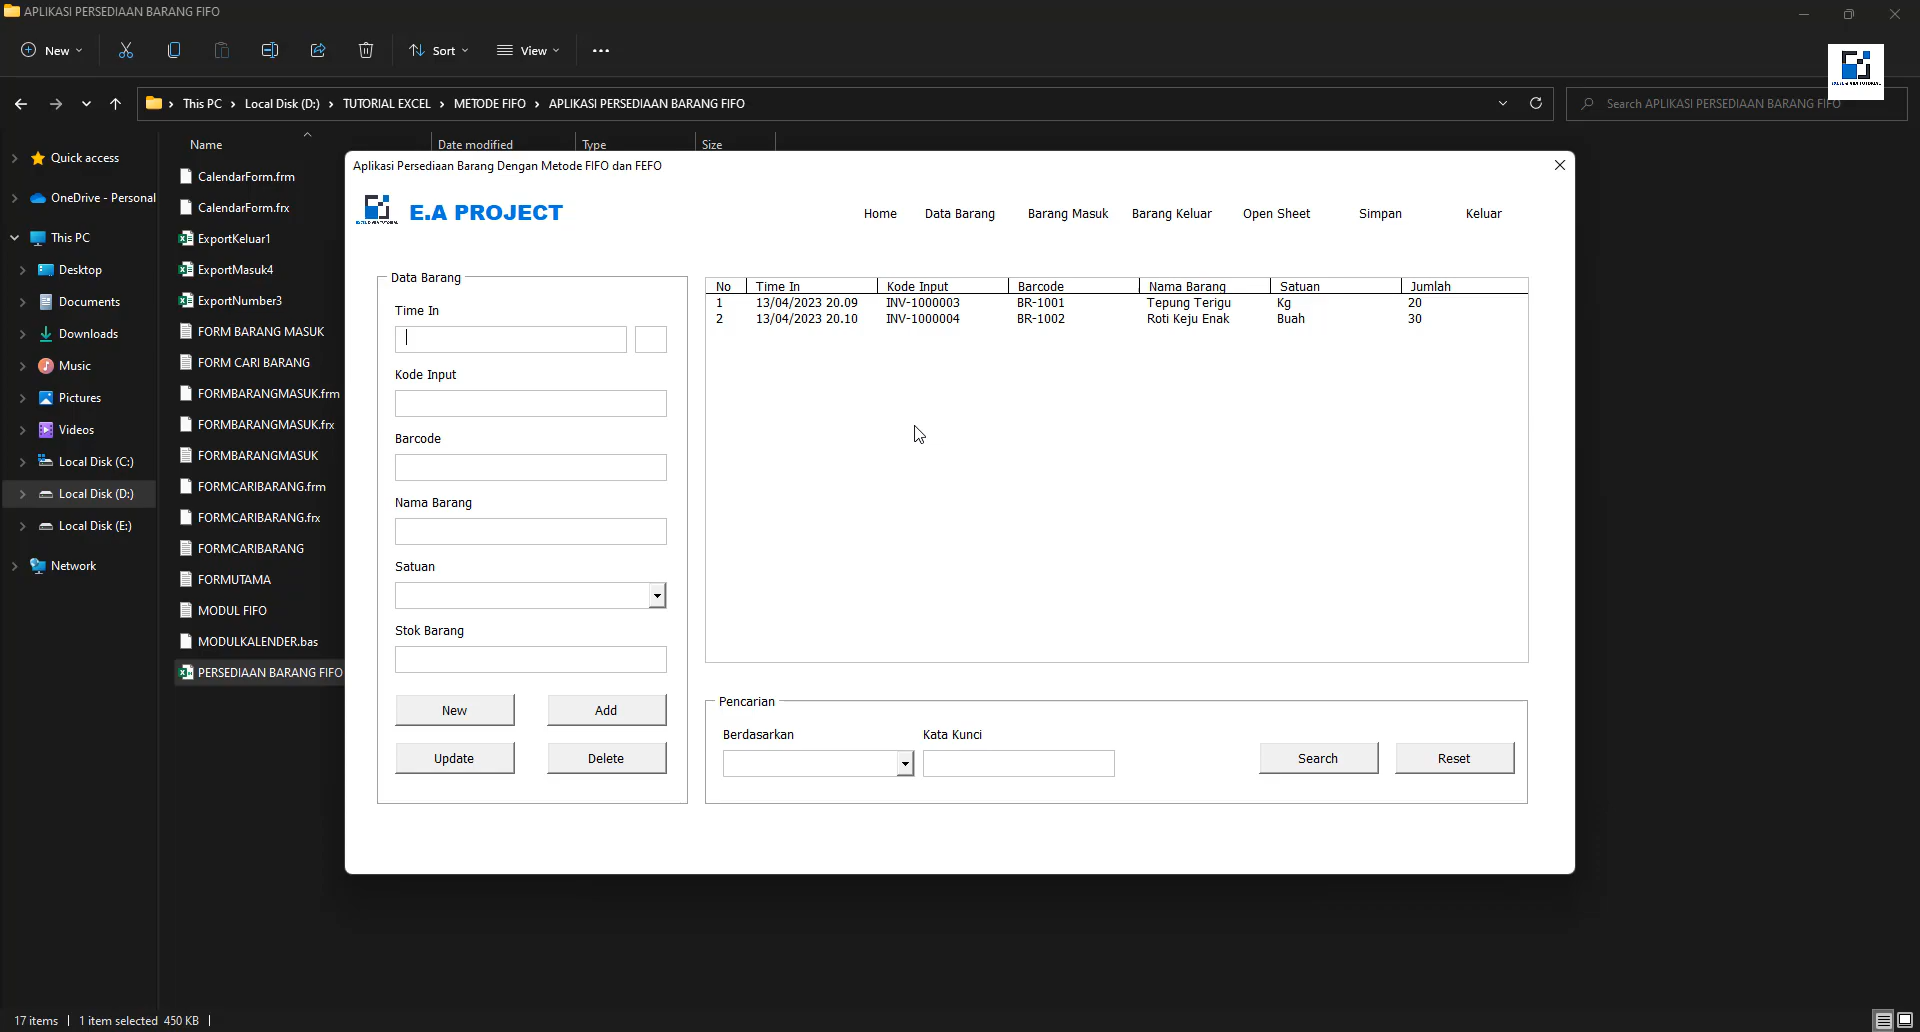 APLIKASI PERSEDIAAN BARANG FIFO
New
Sort
View
This PC > Local Disk (D:) > TUTORIAL EXCEL > METODE FIFO > APLIKASI PERSEDIAAN BARANG FIFO
Search APLIKASI PERSEDIAAN BARANG FIFO
Quick access
OneDrive - Personal
This PC
Desktop
Documents
Downloads
Music
Pictures
Videos
Local Disk (C:)
Local Disk (D:)
Local Disk (E:)
Network
Name Date modified Type Size
CalendarForm.frm
CalendarForm.frx
ExportKeluar1
ExportMasuk4
ExportNumber3
FORM BARANG MASUK
FORM CARI BARANG
FORMBARANGMASUK.frm
FORMBARANGMASUK.frx
FORMBARANGMASUK
FORMCARIBARANG.frm
FORMCARIBARANG.frx
FORMCARIBARANG
FORMUTAMA
MODUL FIFO
MODULKALENDER.bas
PERSEDIAAN BARANG FIFO
Aplikasi Persediaan Barang Dengan Metode FIFO dan FEFO
E.A PROJECT
Home Data Barang Barang Masuk Barang Keluar Open Sheet Simpan Keluar
Data Barang
Time In
Kode Input
Barcode
Nama Barang
Satuan
Stok Barang
New Add
Update Delete
No Time In Kode Input Barcode Nama Barang Satuan Jumlah
1 13/04/2023 20.09 INV-1000003 BR-1001 Tepung Terigu Kg 20
2 13/04/2023 20.10 INV-1000004 BR-1002 Roti Keju Enak Buah 30
Pencarian
Berdasarkan Kata Kunci
Search Reset
17 items 1 item selected 450 KB